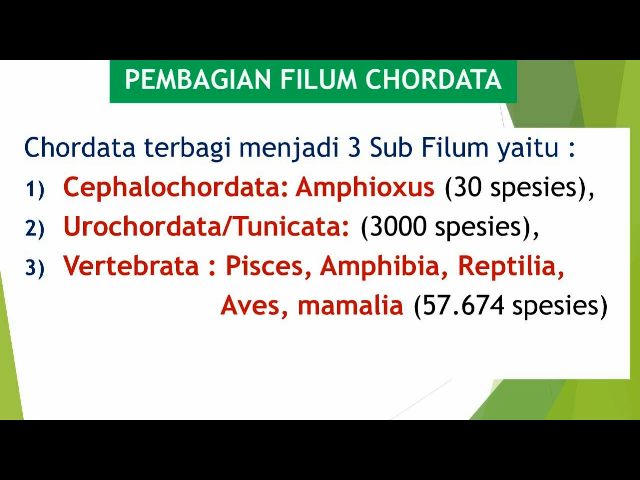 PEMBAGIAN FILUM CHORDATA
Chordata terbagi menjadi 3 Sub Filum yaitu :
1) Cephalochordata: Amphioxus (30 spesies),
2) Urochordata/Tunicata: (3000 spesies),
3) Vertebrata : Pisces, Amphibia, Reptilia,
Aves, mamalia (57.674 spesies)